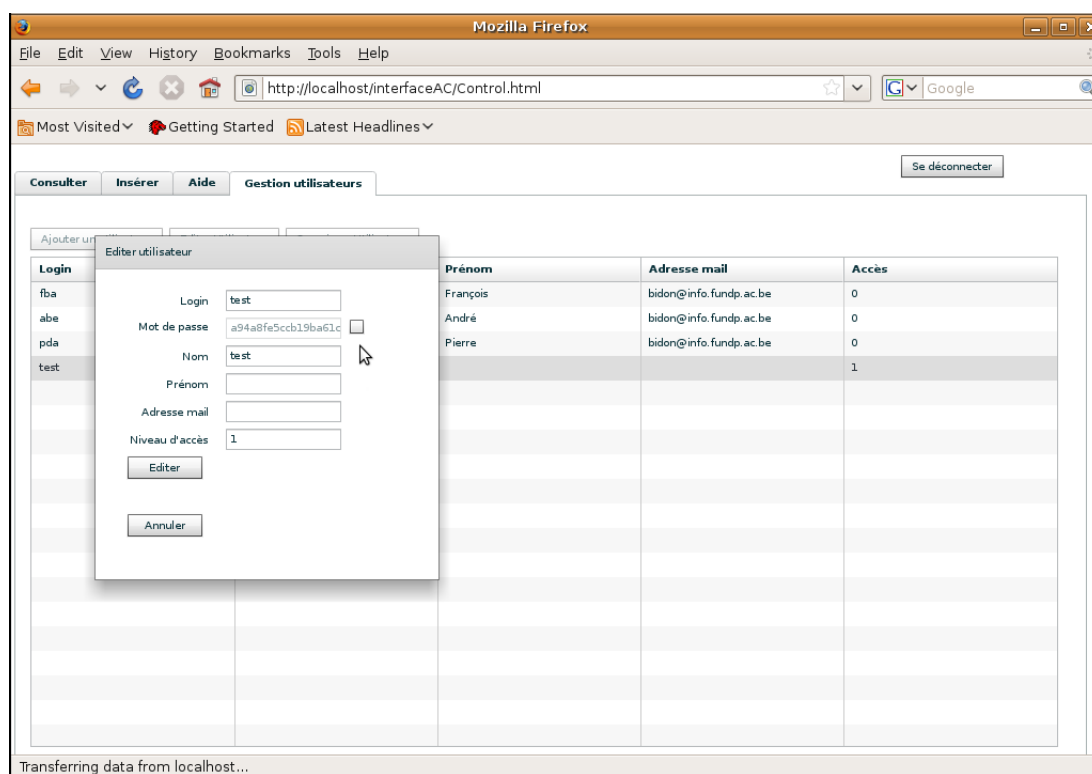 Mozilla Firefox
File Edit View History Bookmarks Tools Help
http://localhost/interfaceAC/Control.html
G Google
Most Visited Getting Started Latest Headlines
Se déconnecter
Consulter Insérer Aide Gestion utilisateurs
Ajouter un
Editer utilisateur
Login Prénom Adresse mail Accès
fba François bidon@info.fundp.ac.be 0
abe André bidon@info.fundp.ac.be 0
pda Pierre bidon@info.fundp.ac.be 0
test 1
Login test
Mot de passe a94a8fe5ccb19ba61c
Nom test
Prénom
Adresse mail
Niveau d'accès 1
Editer
Annuler
Transferring data from localhost...